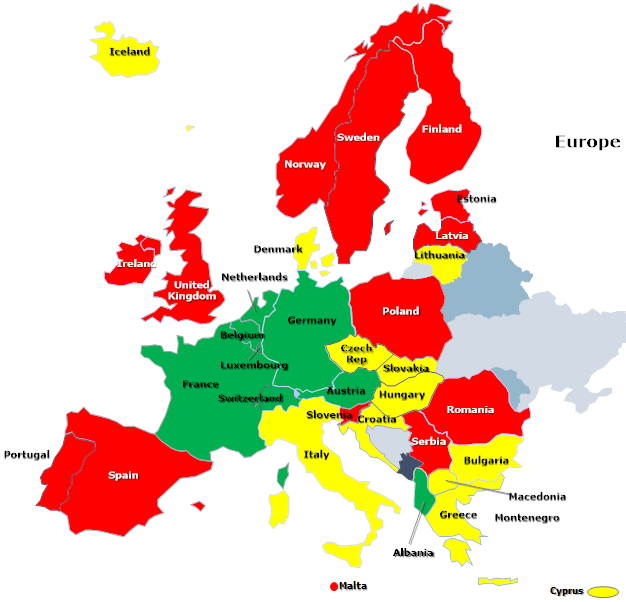 Iceland
Europe
Finland
Sweden
Norway
Estonia
Latvia
Denmark
Lithuania
Ireland
Netherlands
United
Kingdom
Poland
Germany
Belgium
Czech
Rep
Luxembourg
Slovakia
France
Austria
Hungary
Switzerland
Romania
Slovenia
Croatia
Serbia
Portugal
Italy
Bulgaria
Spain
Macedonia
Greece
Montenegro
Albania
Malta
Cyprus